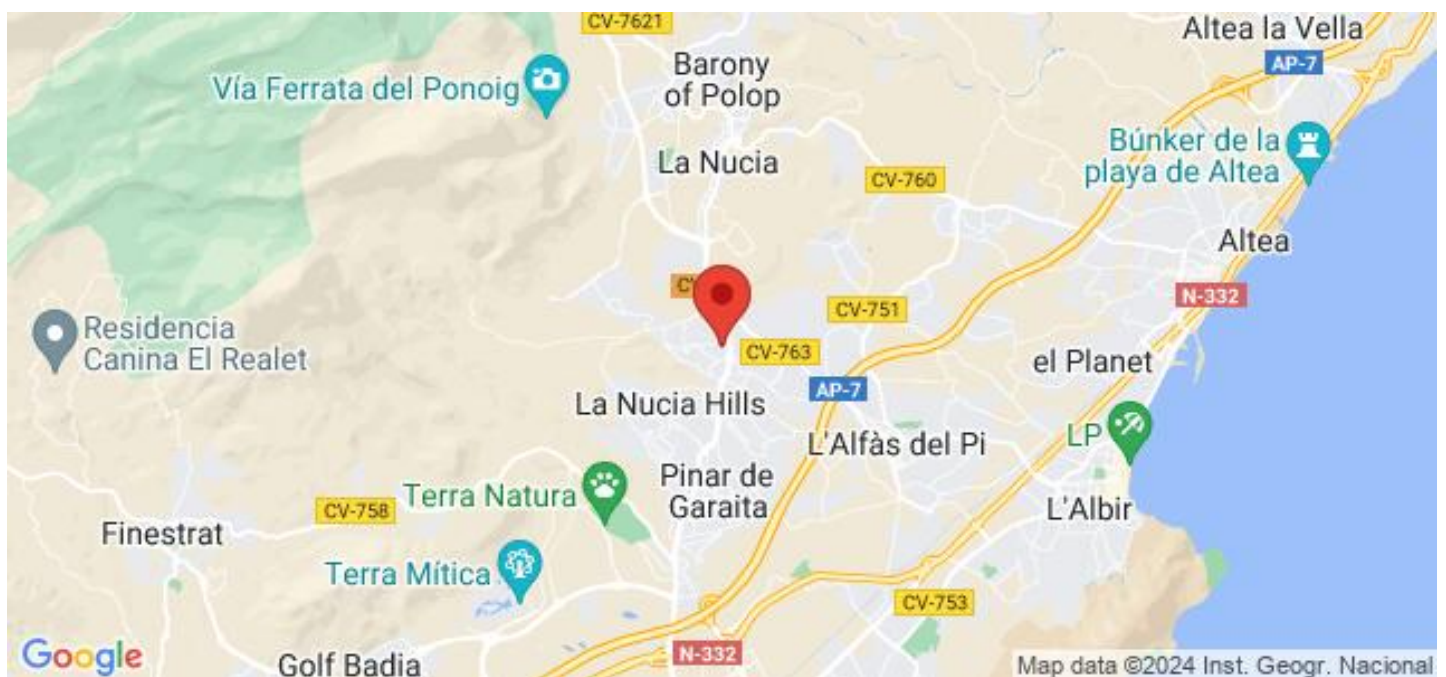 CV-7621
Altea la Vella
AP-7
Vía Ferrata del Ponoig
Barony
of Polop
La Nucia
Búnker de la
playa de Altea
CV-760
Altea
N-332
CV-751
Residencia
Canina El Realet
CV-763
el Planet
AP-7
La Nucia Hills
L'Alfàs del Pi
LP
Pinar de
Garaita
Terra Natura
CV-758
L'Albir
Finestrat
Terra Mítica
CV-753
Google
Golf Badia
N-332
Map data ©2024 Inst. Geogr. Nacional